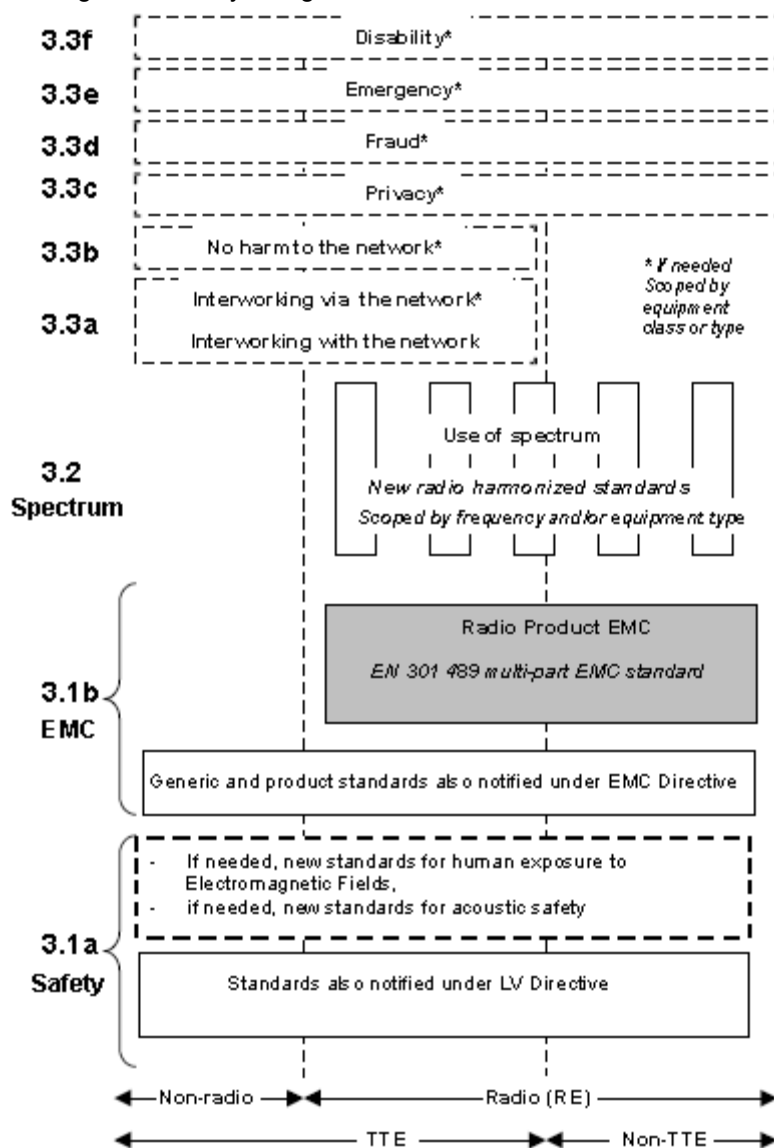 3.3f Disability*
3.3e Emergency*
3.3d Fraud*
3.3c Privacy*
3.3b No harm to the network*
3.3a Interworking via the network*
Interworking with the network
* If needed
Scoped by
equipment
class or type
3.2
Spectrum
Use of spectrum
New radio harmonized standards
Scoped by frequency and/or equipment type
3.1b
EMC
Radio Product EMC
EN 301 489 multi-part EMC standard
Generic and product standards also notified under EMC Directive
3.1a
Safety
- If needed, new standards for human exposure to
Electromagnetic Fields,
- if needed, new standards for acoustic safety
Standards also notified under LV Directive
Non-radio Radio (RE)
TTE Non-TTE